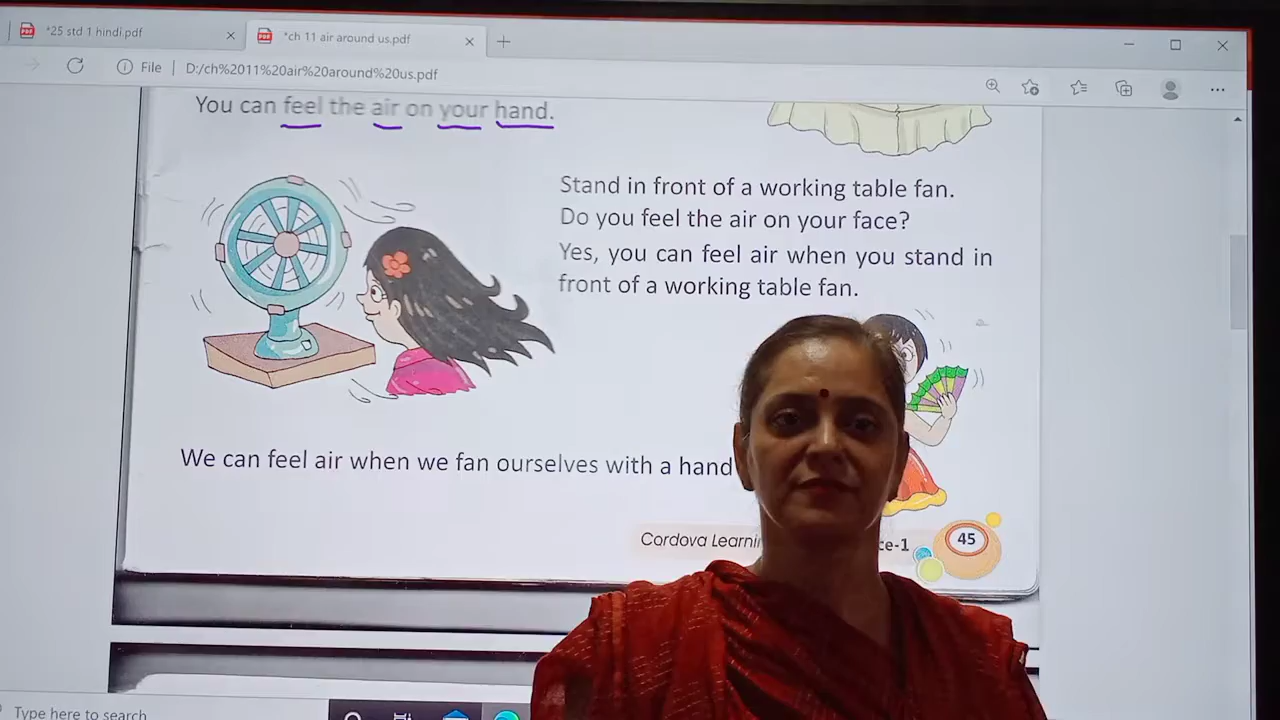 *25 std 1 hindi.pdf
*ch 11 air around us.pdf
File
D:/ch%2011%20air%20around%20us.pdf
You can feel the air on your hand.
Stand in front of a working table fan.
Do you feel the air on your face?
Yes, you can feel air when you stand in
front of a working table fan.
We can feel air when we fan ourselves with a hand
Cordova Learni
ce-1
45
Type here to search